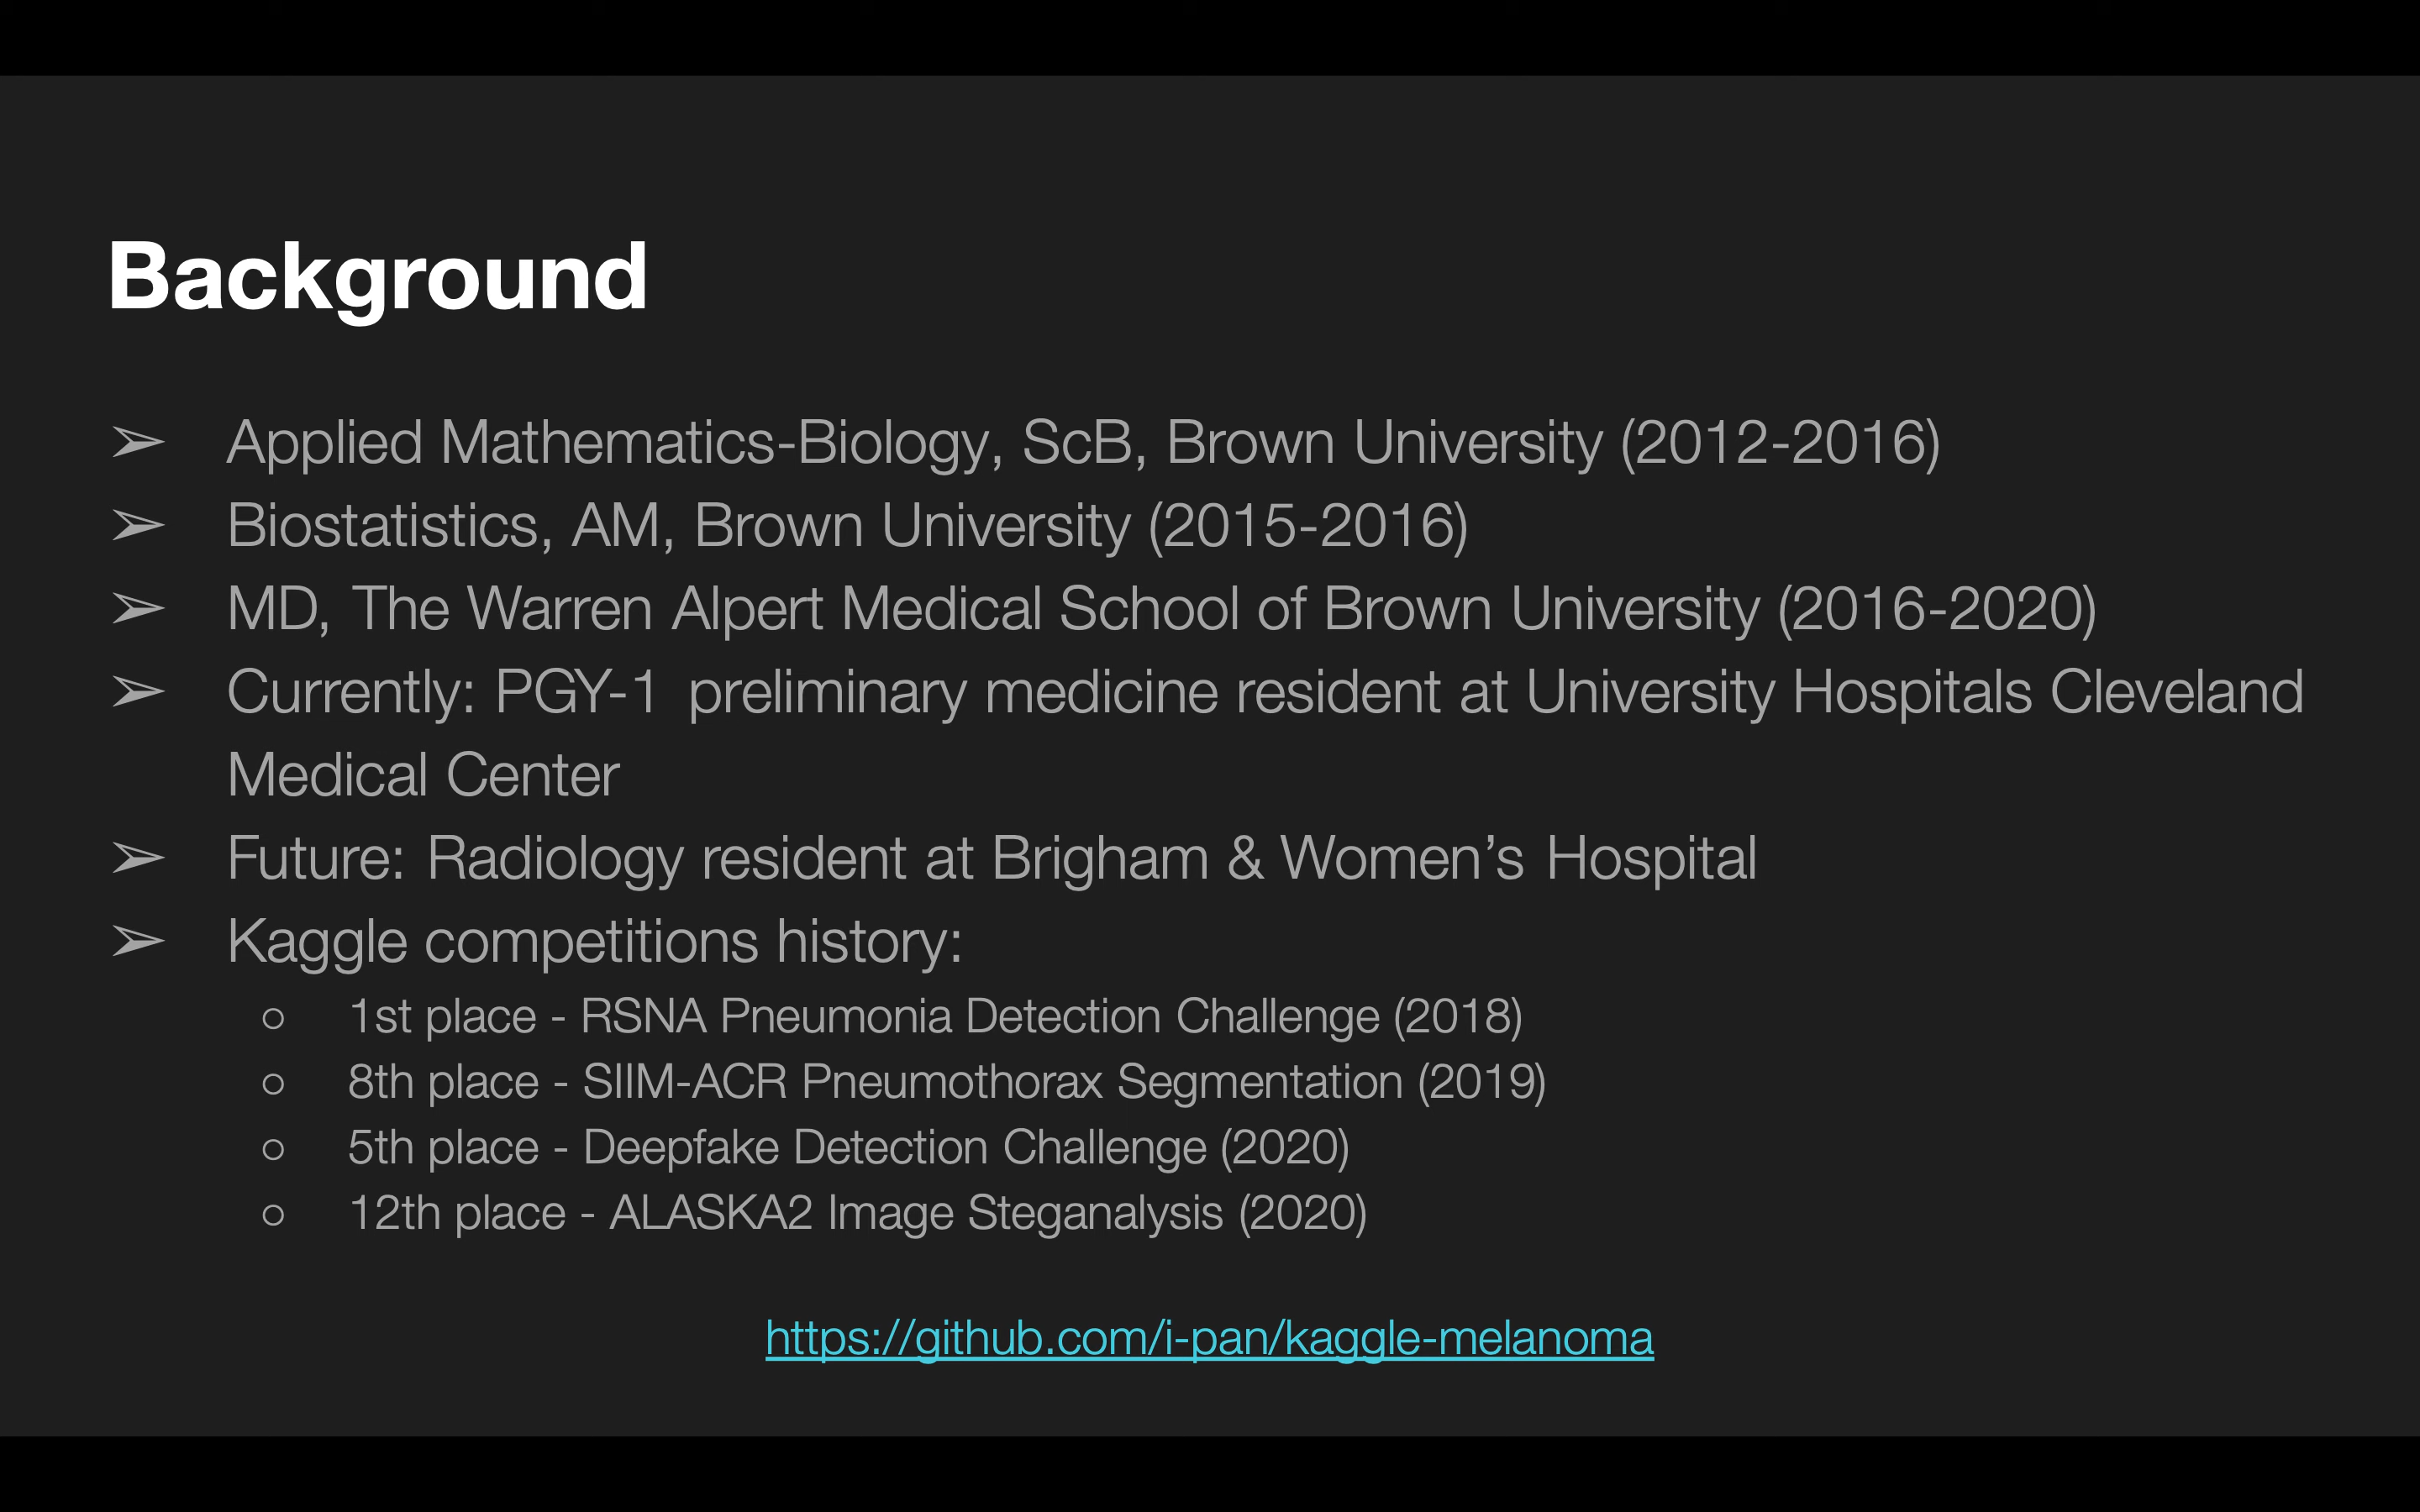 Background
➢ Applied Mathematics-Biology, ScB, Brown University (2012-2016)
➢ Biostatistics, AM, Brown University (2015-2016)
➢ MD, The Warren Alpert Medical School of Brown University (2016-2020)
➢ Currently: PGY-1 preliminary medicine resident at University Hospitals Cleveland
Medical Center
➢ Future: Radiology resident at Brigham & Women’s Hospital
➢ Kaggle competitions history:
○ 1st place - RSNA Pneumonia Detection Challenge (2018)
○ 8th place - SIIM-ACR Pneumothorax Segmentation (2019)
○ 5th place - Deepfake Detection Challenge (2020)
○ 12th place - ALASKA2 Image Steganalysis (2020)
https://github.com/i-pan/kaggle-melanoma